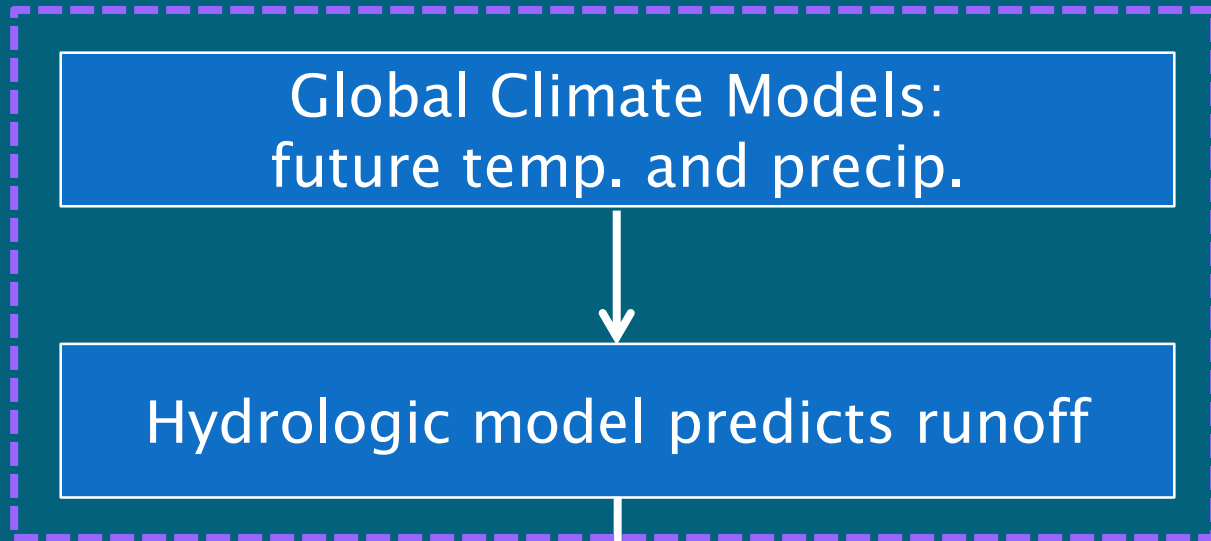 Global Climate Models:
future temp. and precip.
Hydrologic model predicts runoff